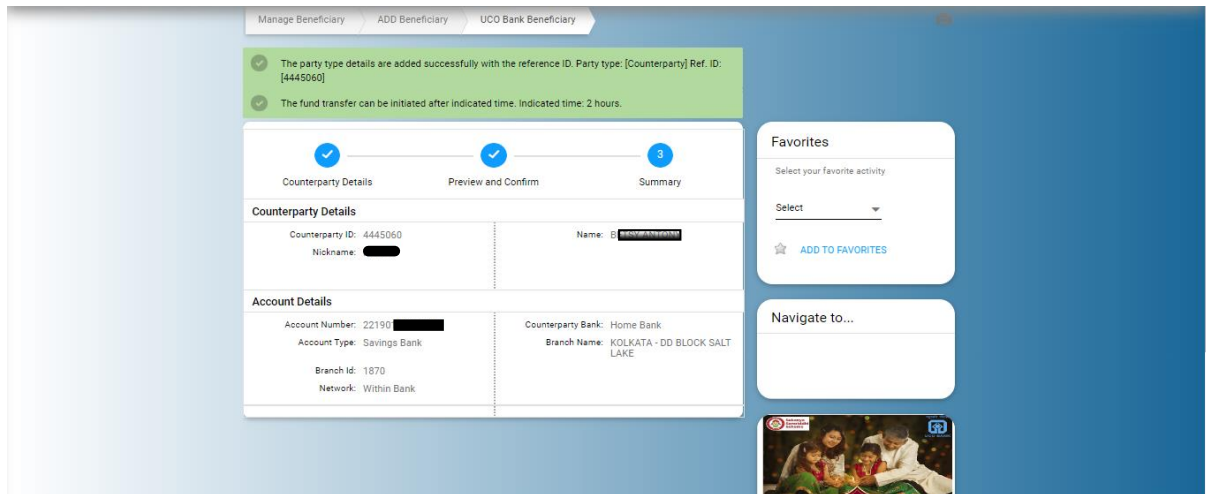 Manage Beneficiary ADD Beneficiary UCO Bank Beneficiary
The party type details are added successfully with the reference ID. Party type: [Counterparty] Ref. ID:
[4445060]
The fund transfer can be initiated after indicated time. Indicated time: 2 hours.
3
Counterparty Details Preview and Confirm Summary
Counterparty Details
Counterparty ID: 4445060
Nickname:
Name:
Account Details
Account Number: 22190
Account Type: Savings Bank
Branch Id: 1870
Network: Within Bank
Counterparty Bank: Home Bank
Branch Name: KOLKATA - DD BLOCK SALT
LAKE
Favorites
Select your favorite activity
Select
ADD TO FAVORITES
Navigate to...
UCO BANK